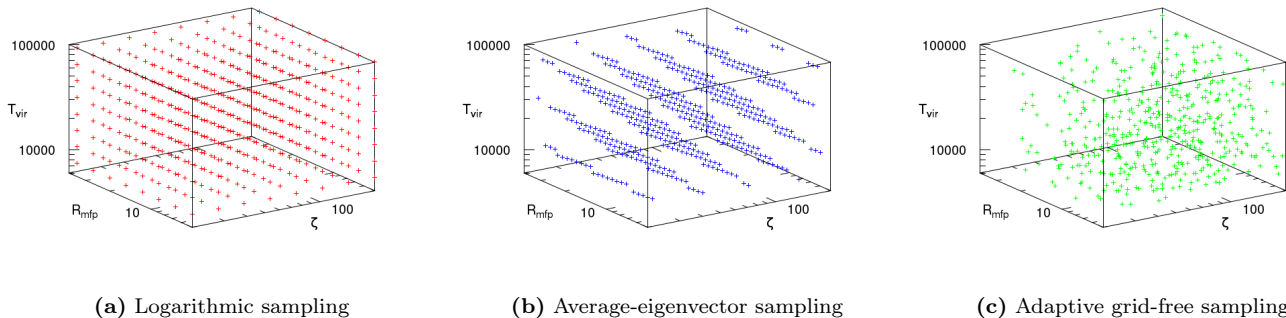 100000
T_vir
10000
R_mfp
10
ζ
100
100000
T_vir
10000
R_mfp
10
ζ
100
100000
T_vir
10000
R_mfp
10
ζ
100
(a) Logarithmic sampling
(b) Average-eigenvector sampling
(c) Adaptive grid-free sampling